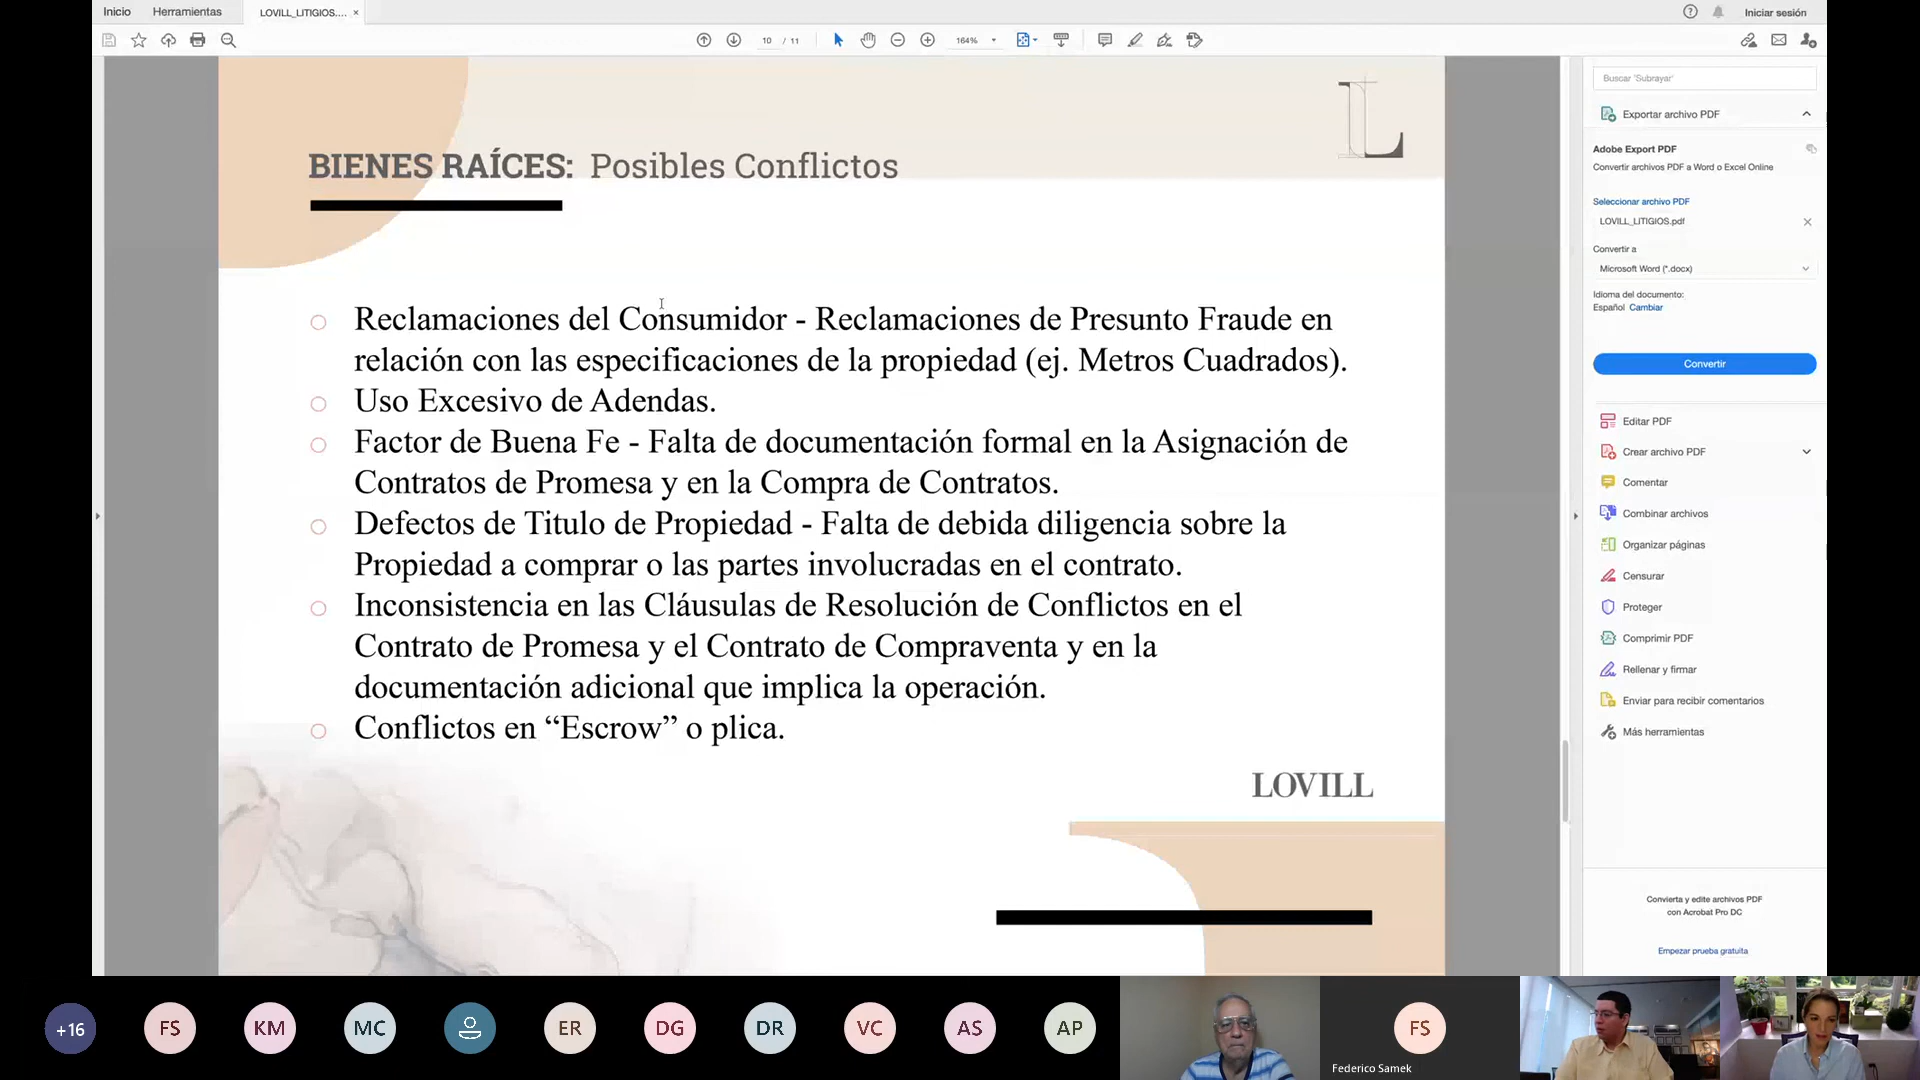 Inicio
Herramientas
LOVILL_LITIGIOS....
×
Iniciar sesión
10 / 11
164%
BIENES RAÍCES: Posibles Conflictos
Reclamaciones del Consumidor - Reclamaciones de Presunto Fraude en
relación con las especificaciones de la propiedad (ej. Metros Cuadrados).
Uso Excesivo de Adendas.
Factor de Buena Fe - Falta de documentación formal en la Asignación de
Contratos de Promesa y en la Compra de Contratos.
Defectos de Titulo de Propiedad - Falta de debida diligencia sobre la
Propiedad a comprar o las partes involucradas en el contrato.
Inconsistencia en las Cláusulas de Resolución de Conflictos en el
Contrato de Promesa y el Contrato de Compraventa y en la
documentación adicional que implica la operación.
Conflictos en “Escrow” o plica.
LOVILL
Buscar 'Subrayar'
Exportar archivo PDF
Adobe Export PDF
Convertir archivos PDF a Word o Excel Online
Seleccionar archivo PDF
LOVILL_LITIGIOS.pdf
Convertir a
Microsoft Word (*.docx)
Idioma del documento:
Español Cambiar
Convertir
Editar PDF
Crear archivo PDF
Comentar
Combinar archivos
Organizar páginas
Censurar
Proteger
Comprimir PDF
Rellenar y firmar
Enviar para recibir comentarios
Más herramientas
Convierta y edite archivos PDF
con Acrobat Pro DC
Empezar prueba gratuita
+16
FS
KM
MC
ER
DG
DR
VC
AS
AP
FS
Federico Samek